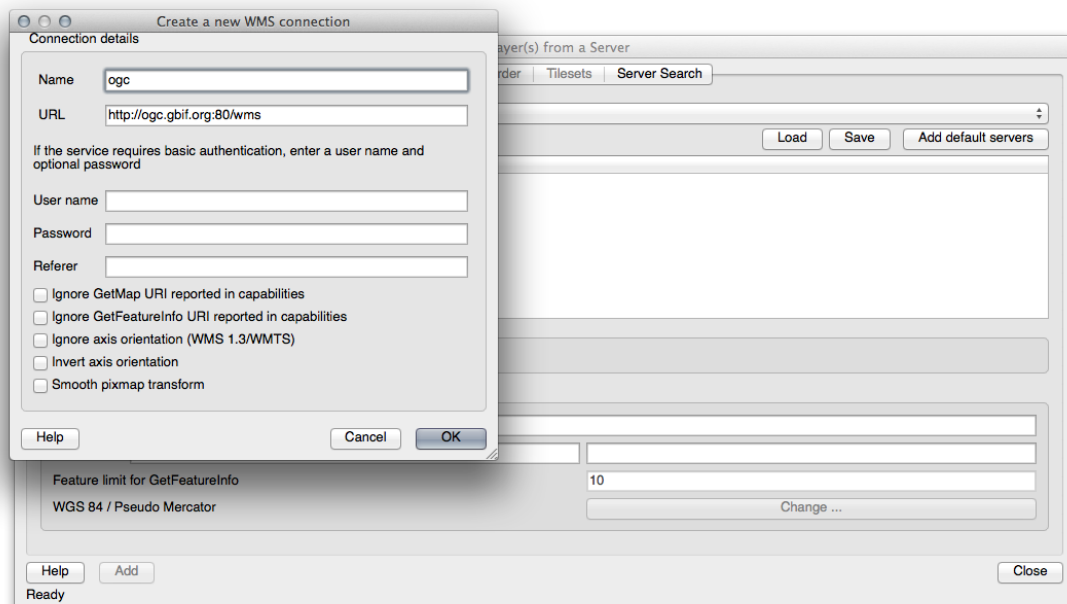 Create a new WMS connection
Connection details
Name
ogc
URL
http://ogc.gbif.org:80/wms
If the service requires basic authentication, enter a user name and
optional password
User name
Password
Referer
Ignore GetMap URI reported in capabilities
Ignore GetFeatureInfo URI reported in capabilities
Ignore axis orientation (WMS 1.3/WMTS)
Invert axis orientation
Smooth pixmap transform
Help
Cancel
OK
ayer(s) from a Server
rder
Tilesets
Server Search
Load
Save
Add default servers
Feature limit for GetFeatureInfo
10
WGS 84 / Pseudo Mercator
Change ...
Help
Add
Close
Ready